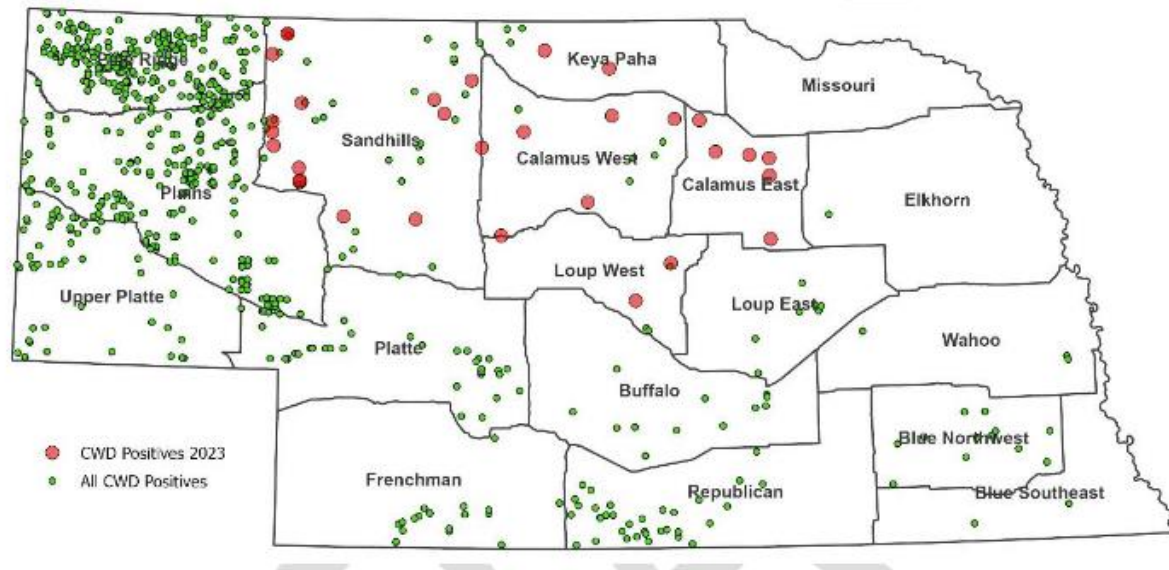 Pine Ridge
Keya Paha
Missouri
Sandhills
Calamus West
Calamus East
Plains
Elkhorn
Loup West
Upper Platte
Loup East
Platte
Wahoo
Buffalo
Blue Northwest
CWD Positives 2023
All CWD Positives
Frenchman
Republican
Blue Southeast